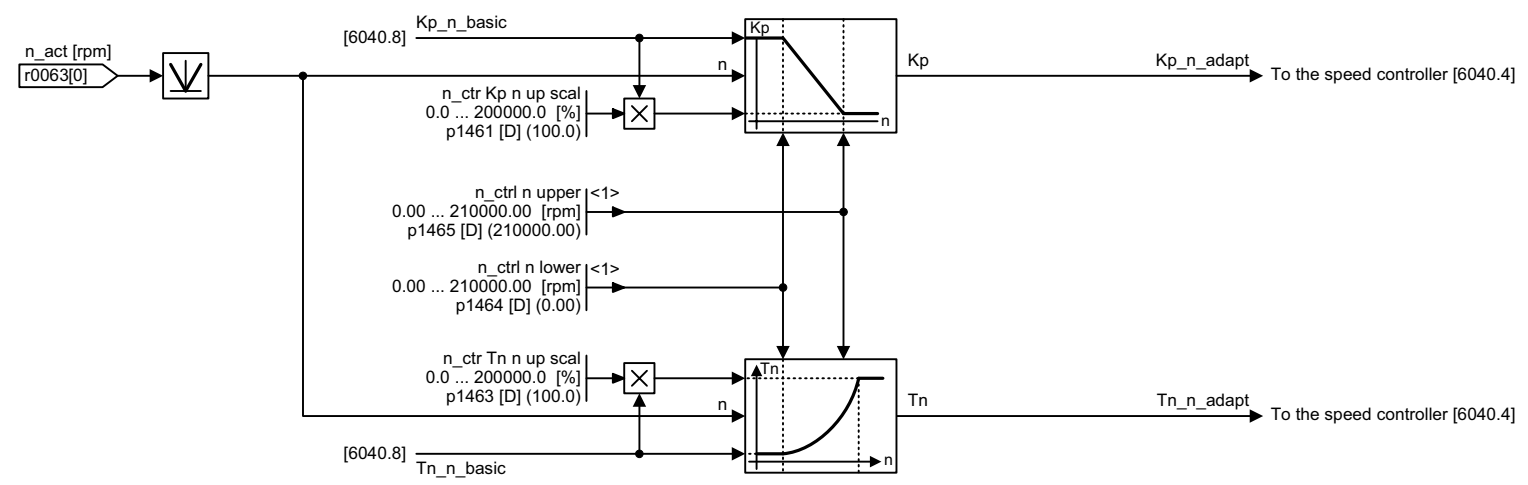 n_act [rpm]
r0063[0]
Kp_n_basic
[6040.8]
n
n_ctr Kp n up scal
0.0 ... 200000.0 [%]
p1461 [D] (100.0)
Kp
n
Kp
Kp_n_adapt
To the speed controller [6040.4]
n_ctrl n upper <1>
0.00 ... 210000.00 [rpm]
p1465 [D] (210000.00)
n_ctrl n lower <1>
0.00 ... 210000.00 [rpm]
p1464 [D] (0.00)
n_ctr Tn n up scal
0.0 ... 200000.0 [%]
p1463 [D] (100.0)
n
[6040.8]
Tn_n_basic
Tn
n
Tn
Tn_n_adapt
To the speed controller [6040.4]